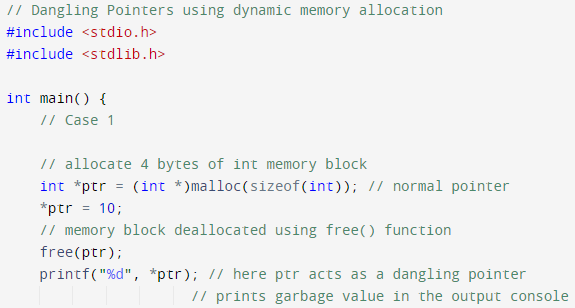 // Dangling Pointers using dynamic memory allocation
#include <stdio.h>
#include <stdlib.h>
int main() {
// Case 1
// allocate 4 bytes of int memory block
int *ptr = (int *)malloc(sizeof(int)); // normal pointer
*ptr = 10;
// memory block deallocated using free() function
free(ptr);
printf("%d", *ptr); // here ptr acts as a dangling pointer
// prints garbage value in the output console